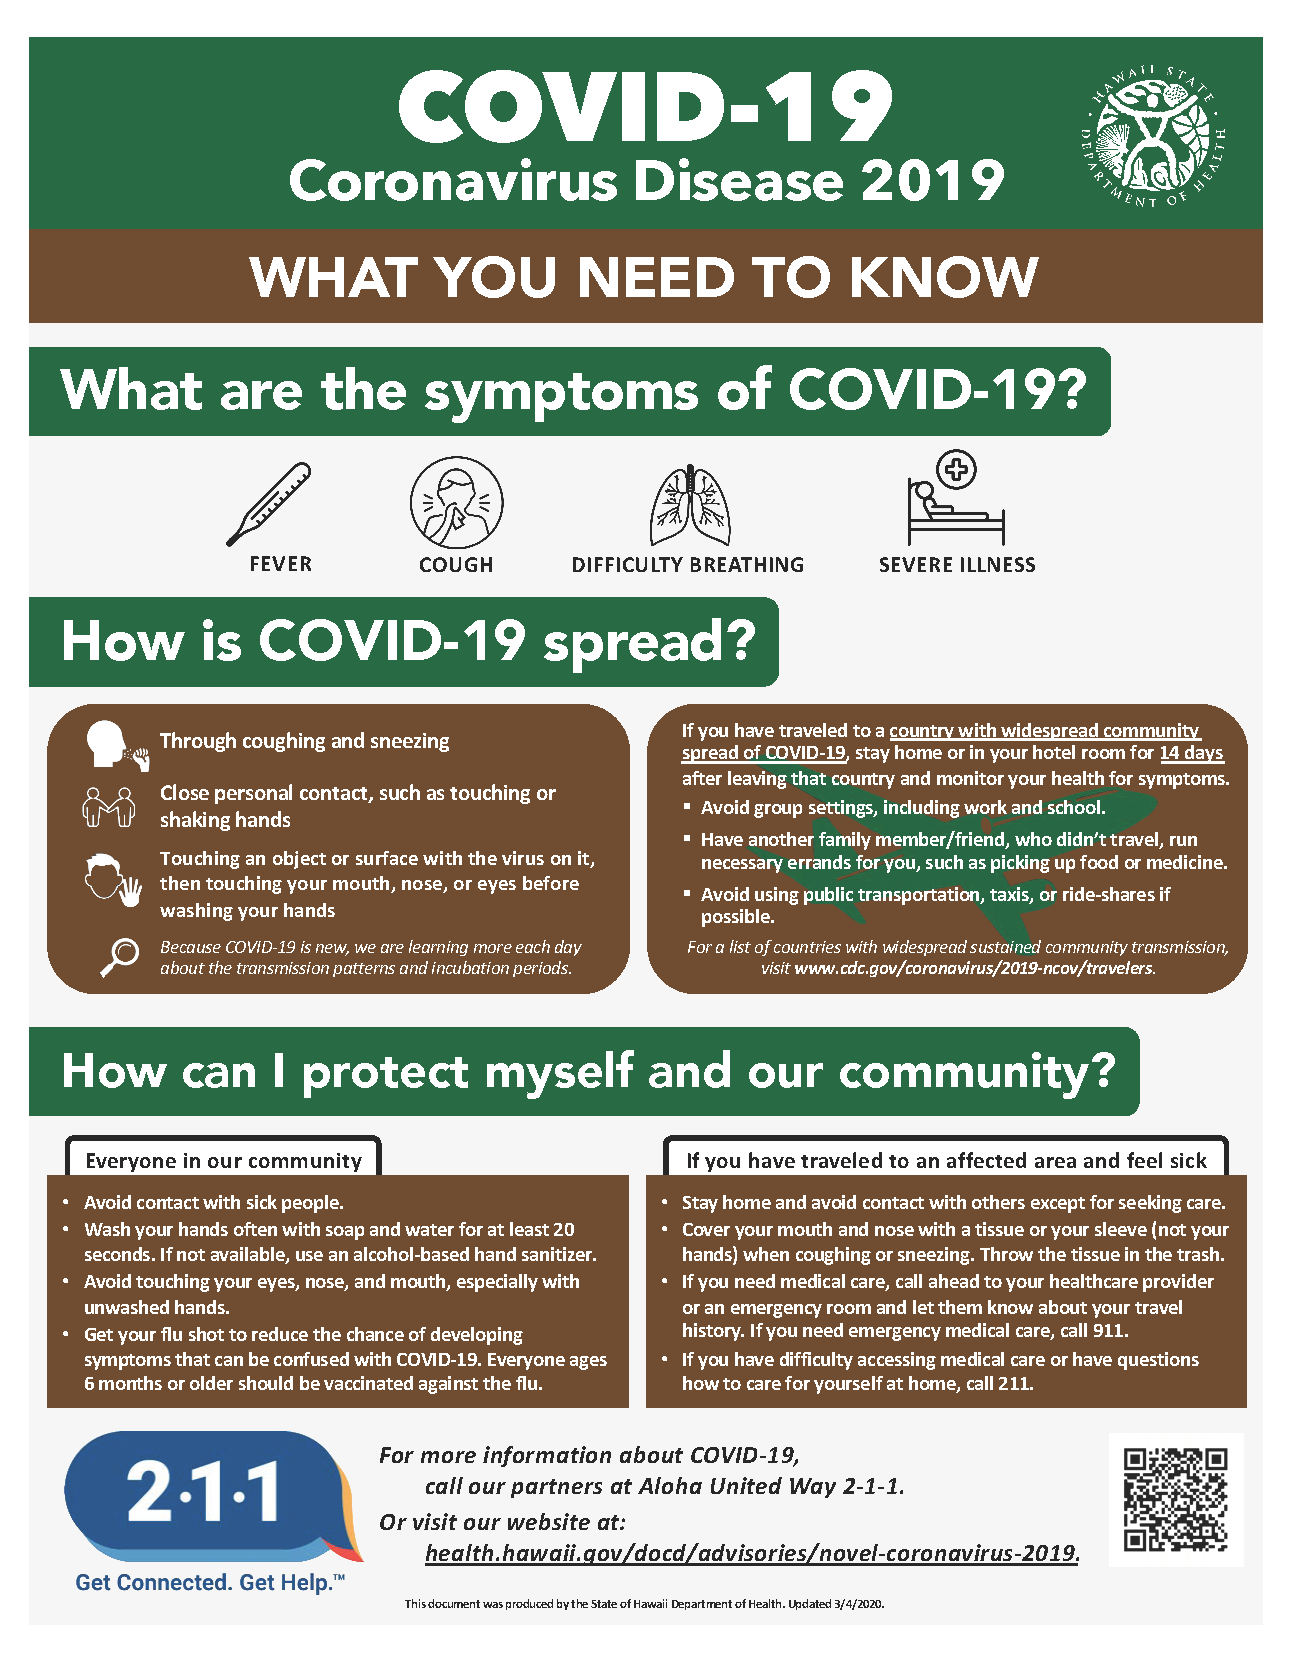 COVID-19
Coronavirus Disease 2019
HAWAII STATE DEPARTMENT OF HEALTH
WHAT YOU NEED TO KNOW
What are the symptoms of COVID-19?
FEVER
COUGH
DIFFICULTY BREATHING
SEVERE ILLNESS
How is COVID-19 spread?
Through coughing and sneezing
Close personal contact, such as touching or
shaking hands
Touching an object or surface with the virus on it,
then touching your mouth, nose, or eyes before
washing your hands
Because COVID-19 is new, we are learning more each day
about the transmission patterns and incubation periods.
If you have traveled to a country with widespread community
spread of COVID-19, stay home or in your hotel room for 14 days
after leaving that country and monitor your health for symptoms.
▪ Avoid group settings, including work and school.
▪ Have another family member/friend, who didn't travel, run
necessary errands for you, such as picking up food or medicine.
▪ Avoid using public transportation, taxis, or ride-shares if
possible.
For a list of countries with widespread sustained community transmission,
visit www.cdc.gov/coronavirus/2019-ncov/travelers.
How can I protect myself and our community?
Everyone in our community
• Avoid contact with sick people.
• Wash your hands often with soap and water for at least 20
seconds. If not available, use an alcohol-based hand sanitizer.
• Avoid touching your eyes, nose, and mouth, especially with
unwashed hands.
• Get your flu shot to reduce the chance of developing
symptoms that can be confused with COVID-19. Everyone ages
6 months or older should be vaccinated against the flu.
If you have traveled to an affected area and feel sick
• Stay home and avoid contact with others except for seeking care.
• Cover your mouth and nose with a tissue or your sleeve (not your
hands) when coughing or sneezing. Throw the tissue in the trash.
• If you need medical care, call ahead to your healthcare provider
or an emergency room and let them know about your travel
history. If you need emergency medical care, call 911.
• If you have difficulty accessing medical care or have questions
how to care for yourself at home, call 211.
2·1·1
Get Connected. Get Help.™
For more information about COVID-19,
call our partners at Aloha United Way 2-1-1.
Or visit our website at:
health.hawaii.gov/docd/advisories/novel-coronavirus-2019.
This document was produced by the State of Hawaii Department of Health. Updated 3/4/2020.